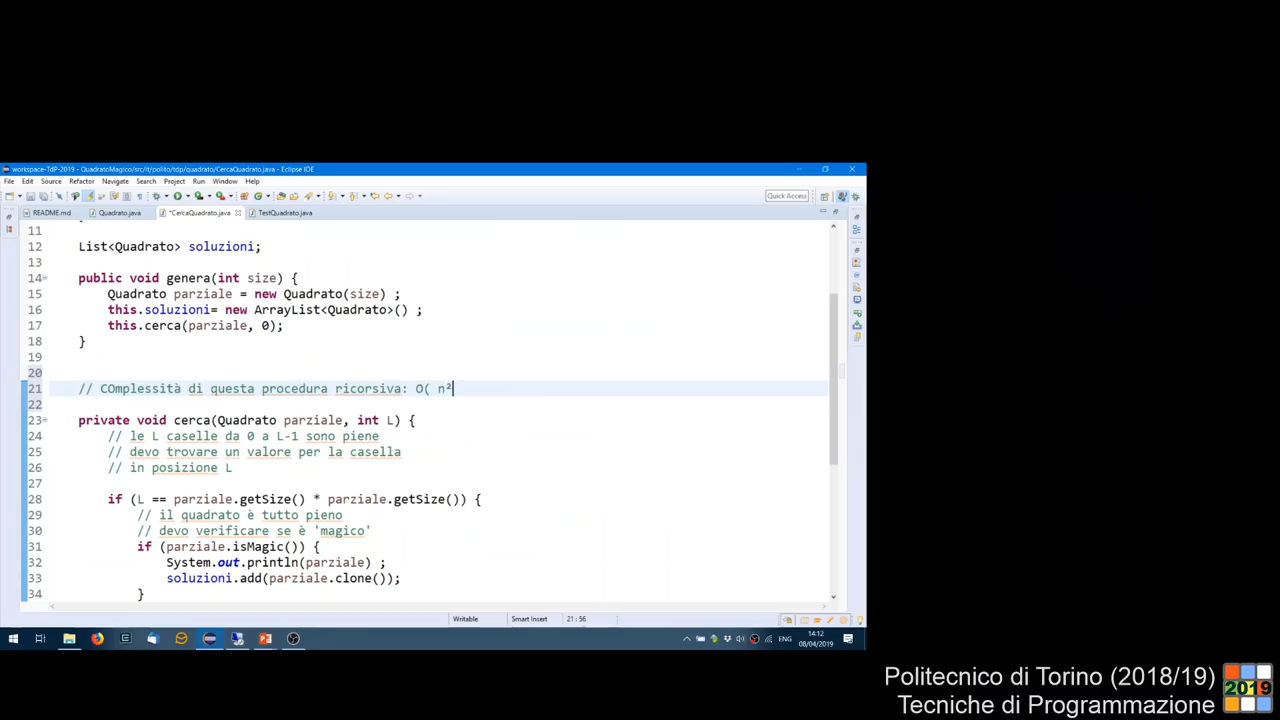 workspace-TdP-2019 - QuadratoMagico/src/it/polito/tdp/quadrato/CercaQuadrato.java - Eclipse IDE
File Edit Source Refactor Navigate Search Project Run Window Help
Quick Access
README.md Quadrato.java *CercaQuadrato.java TestQuadrato.java
11
12 List<Quadrato> soluzioni;
13
14 public void genera(int size) {
15 Quadrato parziale = new Quadrato(size) ;
16 this.soluzioni= new ArrayList<Quadrato>() ;
17 this.cerca(parziale, 0);
18 }
19
20
21 // COmplessità di questa procedura ricorsiva: O( n²
22
23 private void cerca(Quadrato parziale, int L) {
24 // le L caselle da 0 a L-1 sono piene
25 // devo trovare un valore per la casella
26 // in posizione L
27
28 if (L == parziale.getSize() * parziale.getSize()) {
29 // il quadrato è tutto pieno
30 // devo verificare se è 'magico'
31 if (parziale.isMagic()) {
32 System.out.println(parziale) ;
33 soluzioni.add(parziale.clone());
34 }
Writable Smart Insert 21 : 56
ENG 14:12
08/04/2019
Politecnico di Torino (2018/19)
Tecniche di Programmazione
2019